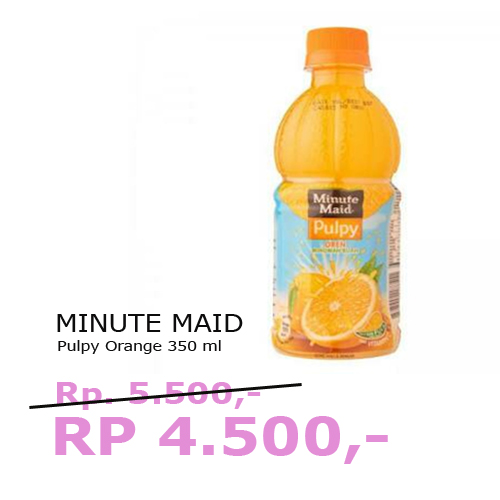 Minute
Maid
Pulpy
OREN
MINUTE MAID
Pulpy Orange 350 ml
Rp. 5.500,-
RP 4.500,-